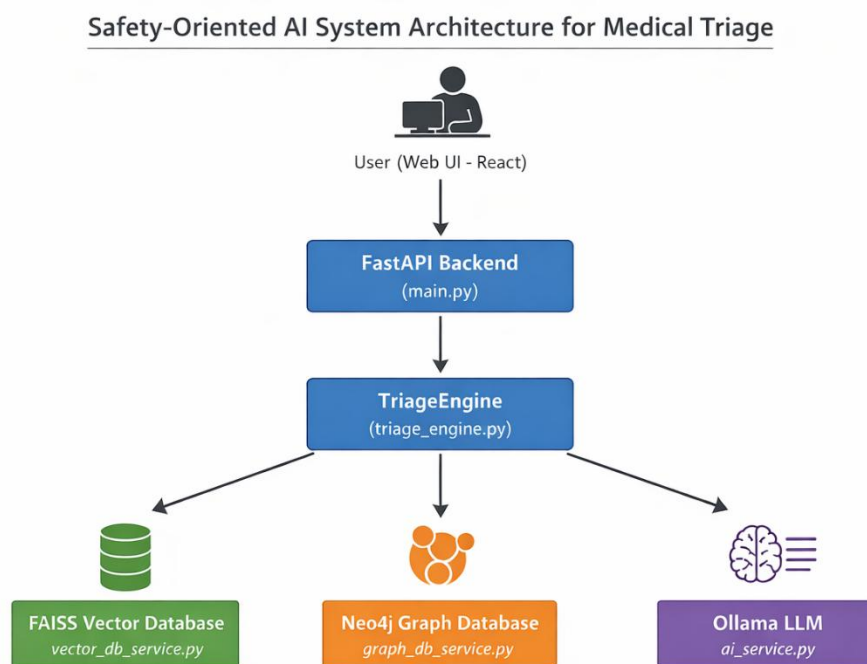 Safety-Oriented AI System Architecture for Medical Triage
User (Web UI - React)
FastAPI Backend
(main.py)
TriageEngine
(triage_engine.py)
FAISS Vector Database
vector_db_service.py
Neo4j Graph Database
graph_db_service.py
Ollama LLM
ai_service.py